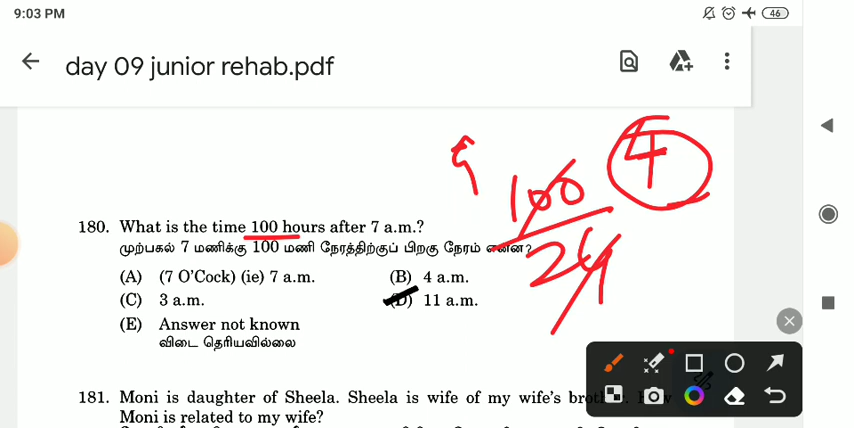 9:03 PM 46
day 09 junior rehab.pdf
4
100
24
180. What is the time 100 hours after 7 a.m.?
முற்பகல் 7 மணிக்கு 100 மணி நேரத்திற்குப் பிறகு நேரம் என்ன?
(A) (7 O'Cock) (ie) 7 a.m. (B) 4 a.m.
(C) 3 a.m. (D) 11 a.m.
(E) Answer not known
விடை தெரியவில்லை
181. Moni is daughter of Sheela. Sheela is wife of my wife's brother. How
Moni is related to my wife?